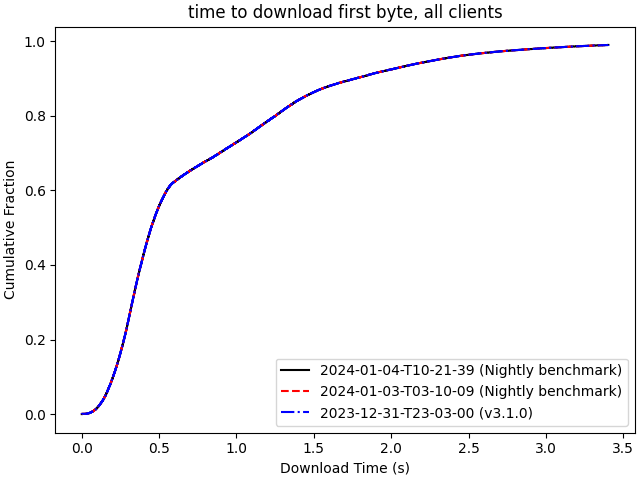 time to download first byte, all clients
1.0
0.8
0.6
0.4
0.2
0.0
Cumulative Fraction
2024-01-04-T10-21-39 (Nightly benchmark)
2024-01-03-T03-10-09 (Nightly benchmark)
2023-12-31-T23-03-00 (v3.1.0)
0.0 0.5 1.0 1.5 2.0 2.5 3.0 3.5
Download Time (s)